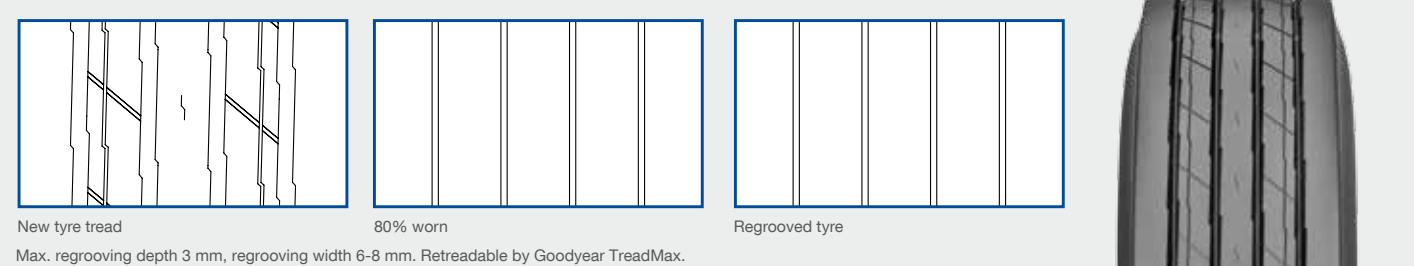 New tyre tread
80% worn
Regrooved tyre
Max. regrooving depth 3 mm, regrooving width 6-8 mm. Retreadable by Goodyear TreadMax.